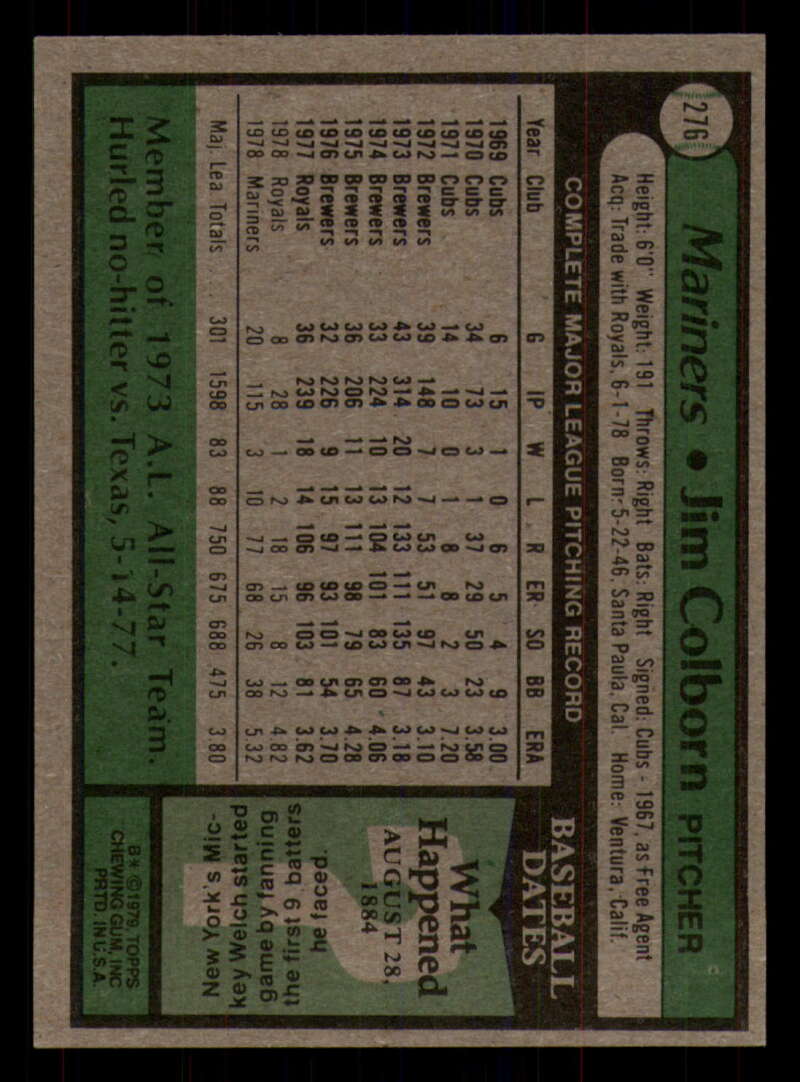 276
Mariners • Jim Colborn PITCHER
Height: 6'0" Weight: 191 Throws: Right Bats: Right Signed: Cubs - 1967, as Free Agent
Acq: Trade with Royals, 6-1-78 Born: 5-22-46, Santa Paula, Cal. Home: Ventura, Calif.
COMPLETE MAJOR LEAGUE PITCHING RECORD
Year Club G IP W L R ER SO BB ERA
1969 Cubs 6 15 1 0 6 5 4 9 3.00
1970 Cubs 34 73 3 1 37 29 50 23 3.58
1971 Cubs 14 10 0 1 8 8 2 3 7.20
1972 Brewers 39 148 7 7 53 51 97 43 3.10
1973 Brewers 43 314 20 12 133 111 135 87 3.18
1974 Brewers 33 224 10 13 104 101 83 60 4.06
1975 Brewers 36 206 11 13 111 98 79 65 4.28
1976 Brewers 32 226 9 15 97 93 101 54 3.70
1977 Royals 36 239 18 14 106 96 103 81 3.62
1978 Royals 8 28 1 2 18 15 8 12 4.82
1978 Mariners 20 115 3 10 77 68 26 38 5.32
Maj. Lea. Totals 301 1598 83 88 750 675 688 475 3.80
Member of 1973 A.L. All-Star Team.
Hurled no-hitter vs. Texas, 5-14-77.
BASEBALL
DATES
What
Happened
AUGUST 28,
1884
New York's Mic-
key Welch started
game by fanning
the first 9 batters
he faced.
B* © 1979, TOPPS
CHEWING GUM, INC
PRTD. IN U.S.A.